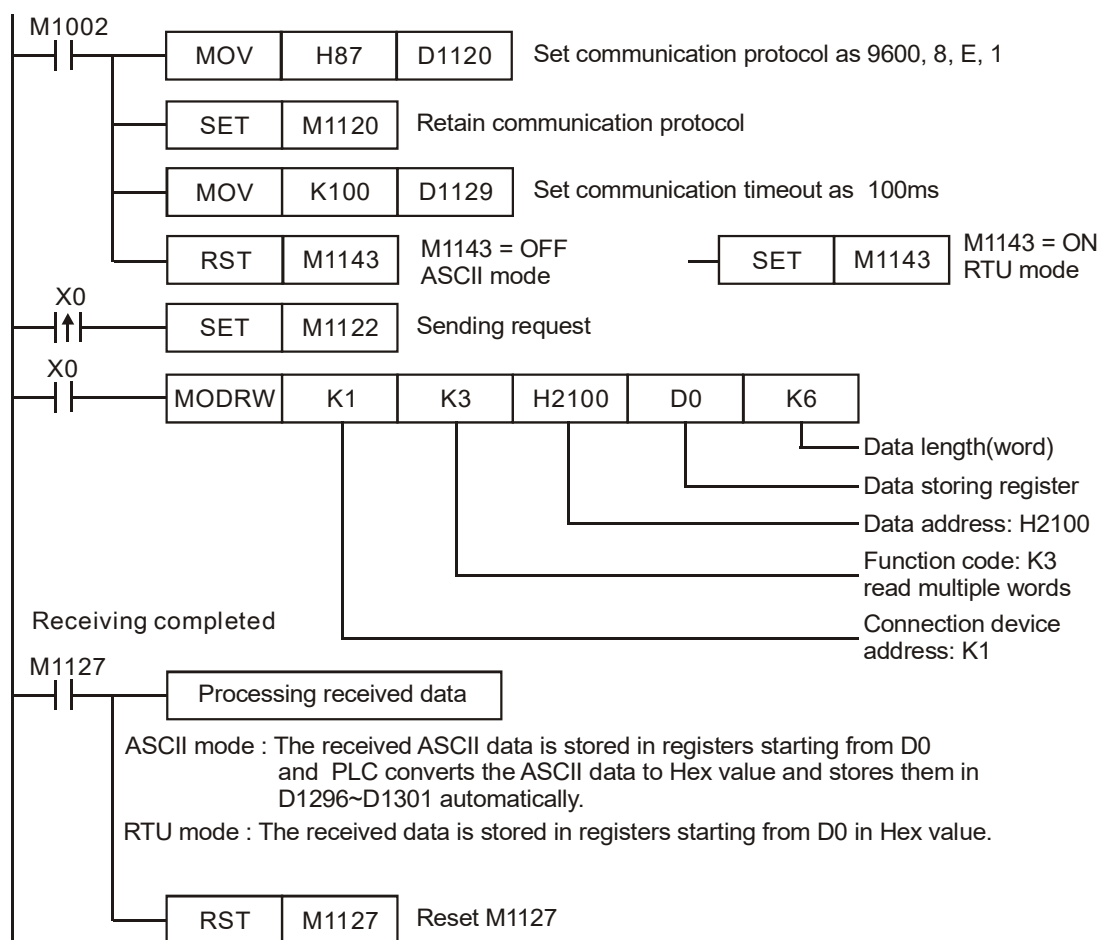 M1002
MOV H87 D1120 Set communication protocol as 9600, 8, E, 1
SET M1120 Retain communication protocol
MOV K100 D1129 Set communication timeout as 100ms
RST M1143 M1143 = OFF
ASCII mode
SET M1143 M1143 = ON
RTU mode
X0
SET M1122 Sending request
X0
MODRW K1 K3 H2100 D0 K6
Data length(word)
Data storing register
Data address: H2100
Function code: K3
read multiple words
Connection device
address: K1
Receiving completed
M1127
Processing received data
ASCII mode : The received ASCII data is stored in registers starting from D0
and PLC converts the ASCII data to Hex value and stores them in
D1296~D1301 automatically.
RTU mode : The received data is stored in registers starting from D0 in Hex value.
RST M1127 Reset M1127